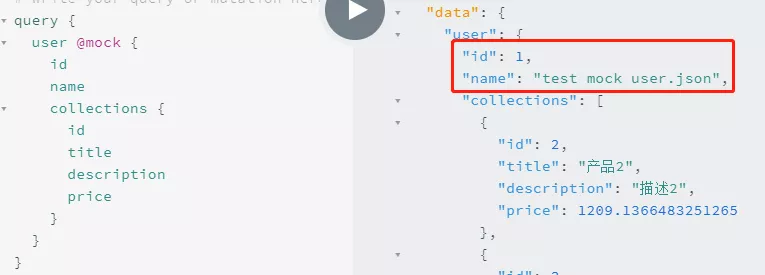 # Write your query or mutation here
query {
user @mock {
id
name
collections {
id
title
description
price
}
}
}
"data": {
"user": {
"id": 1,
"name": "test mock user.json",
"collections": [
{
"id": 2,
"title": "产品2",
"description": "描述2",
"price": 1209.1366483251265
},
{